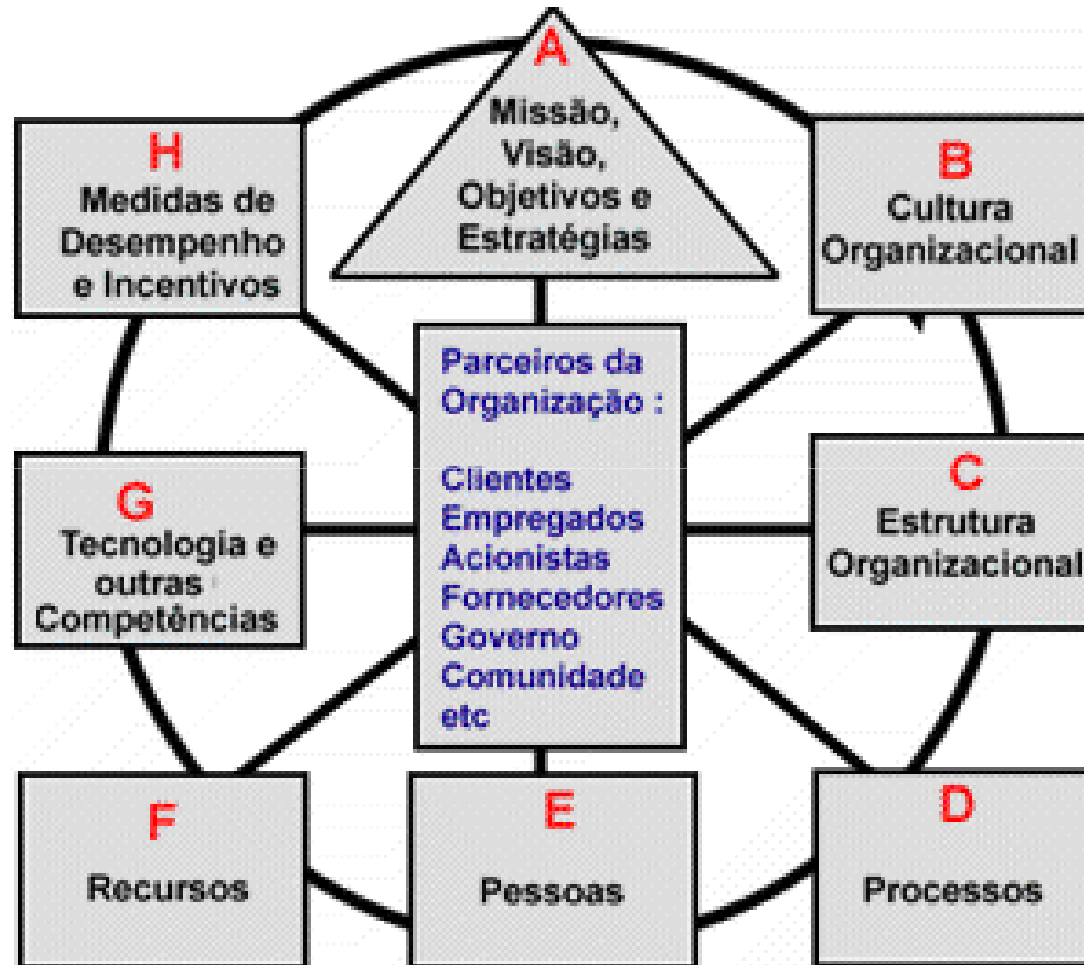 A
Missão,
Visão,
Objetivos e
Estratégias
B
Cultura
Organizacional
C
Estrutura
Organizacional
D
Processos
E
Pessoas
F
Recursos
G
Tecnologia e
outras
Competências
H
Medidas de
Desempenho
e Incentivos
Parceiros da
Organização :
Clientes
Empregados
Acionistas
Fornecedores
Governo
Comunidade
etc